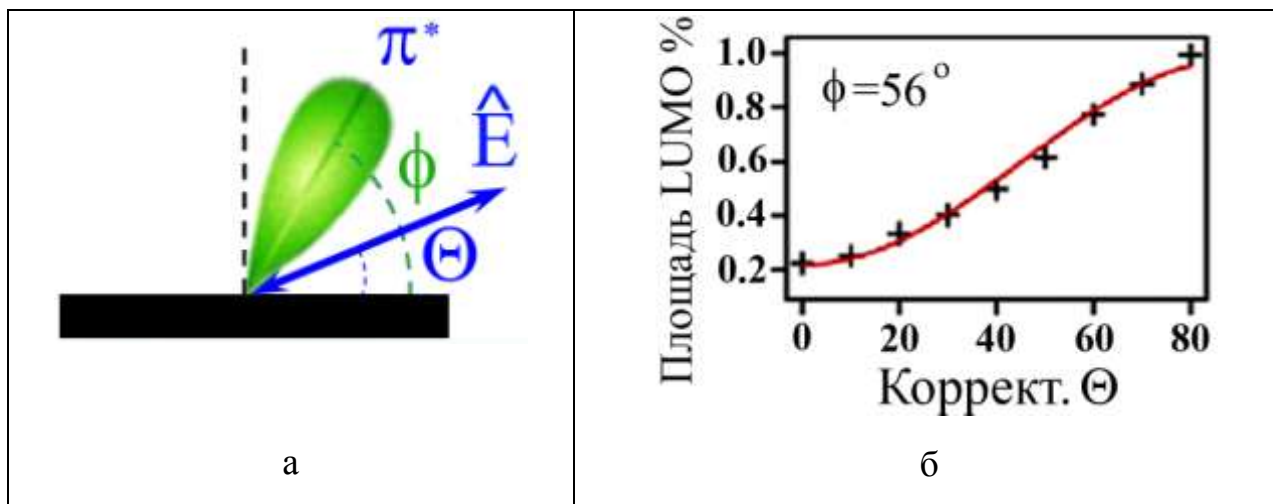 π*
Ê
ϕ
Θ
а
Площадь LUMO %
1.0
0.8
0.6
0.4
0.2
ϕ=56°
0 20 40 60 80
Коррект. Θ
б